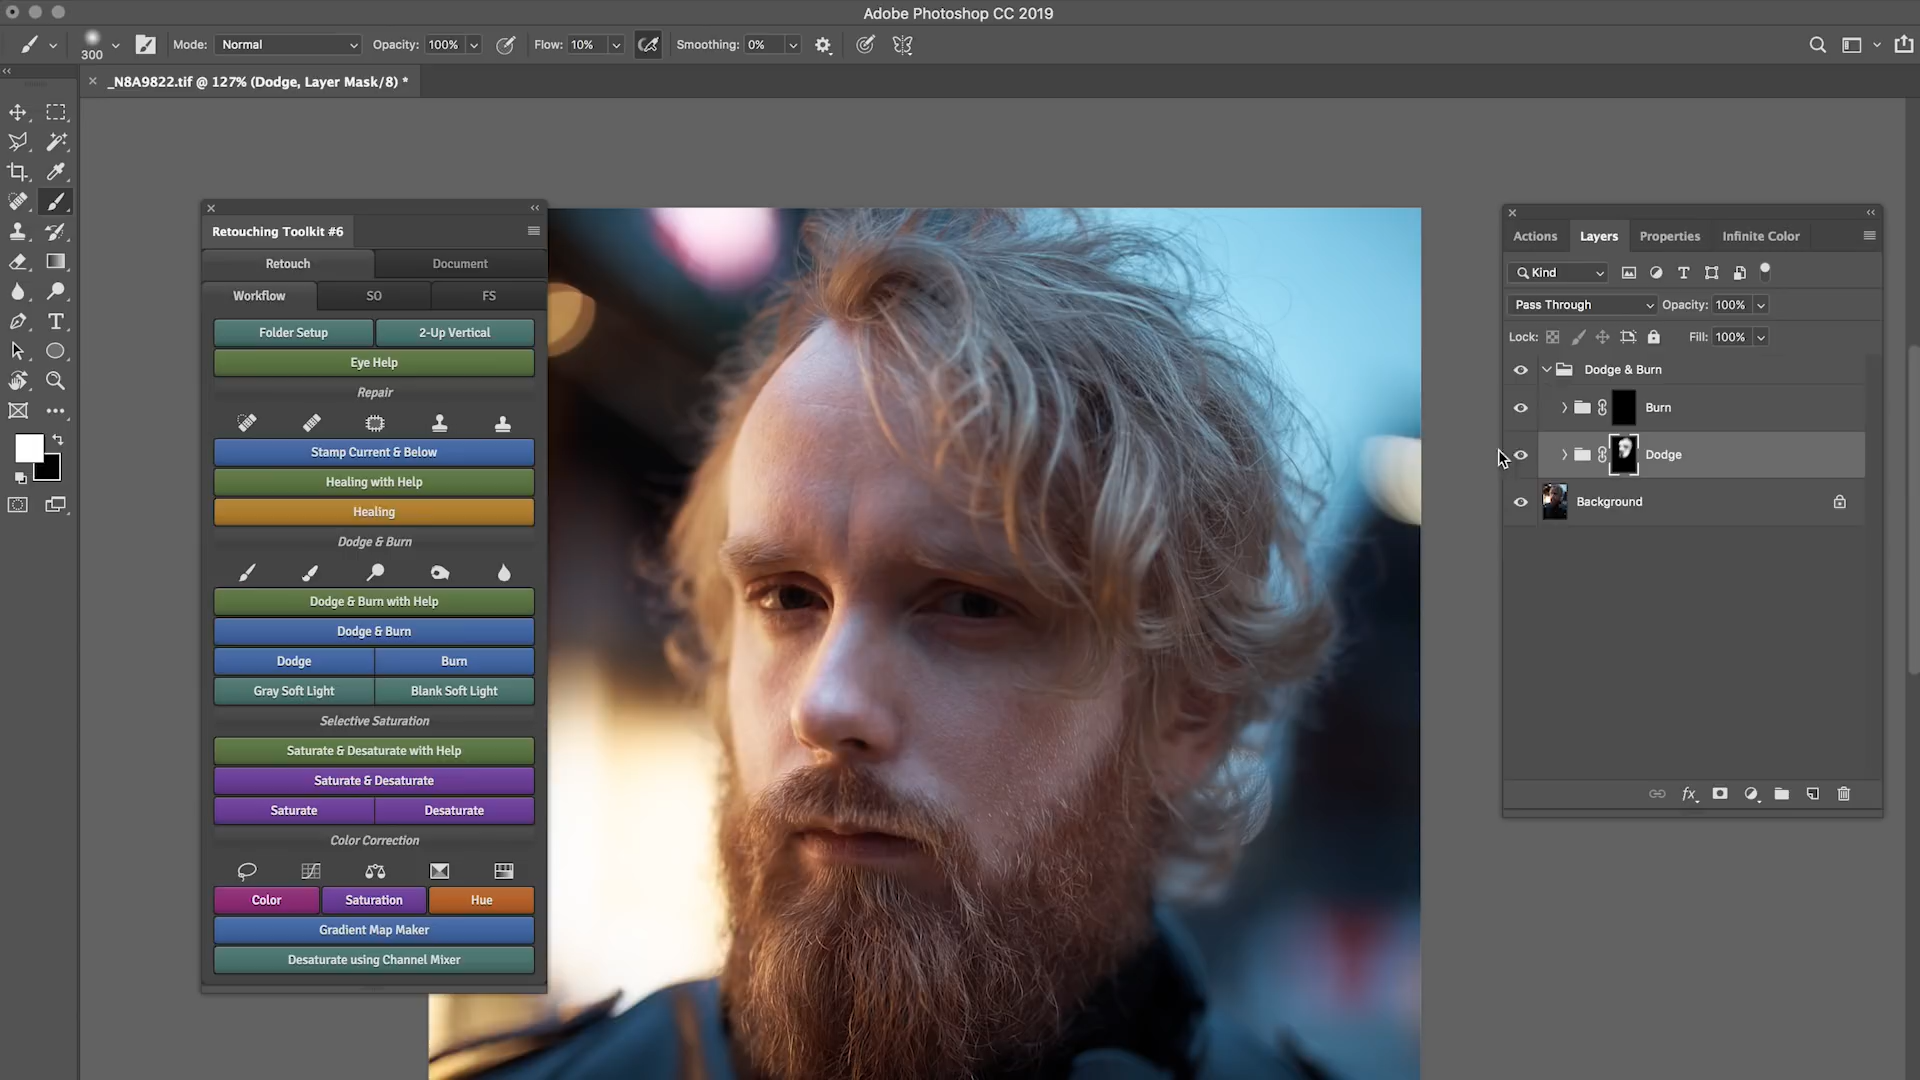 Adobe Photoshop CC 2019
300 Mode: Normal Opacity: 100% Flow: 10% Smoothing: 0%
_N8A9822.tif @ 127% (Dodge, Layer Mask/8) *
Retouching Toolkit #6
Retouch Document
Workflow SO FS
Folder Setup 2-Up Vertical
Eye Help
Repair
Stamp Current & Below
Healing with Help
Healing
Dodge & Burn
Dodge & Burn with Help
Dodge & Burn
Dodge Burn
Gray Soft Light Blank Soft Light
Selective Saturation
Saturate & Desaturate with Help
Saturate & Desaturate
Saturate Desaturate
Color Correction
Color Saturation Hue
Gradient Map Maker
Desaturate using Channel Mixer
Actions Layers Properties Infinite Color
Kind
Pass Through Opacity: 100%
Lock: Fill: 100%
Dodge & Burn
Burn
Dodge
Background
fx